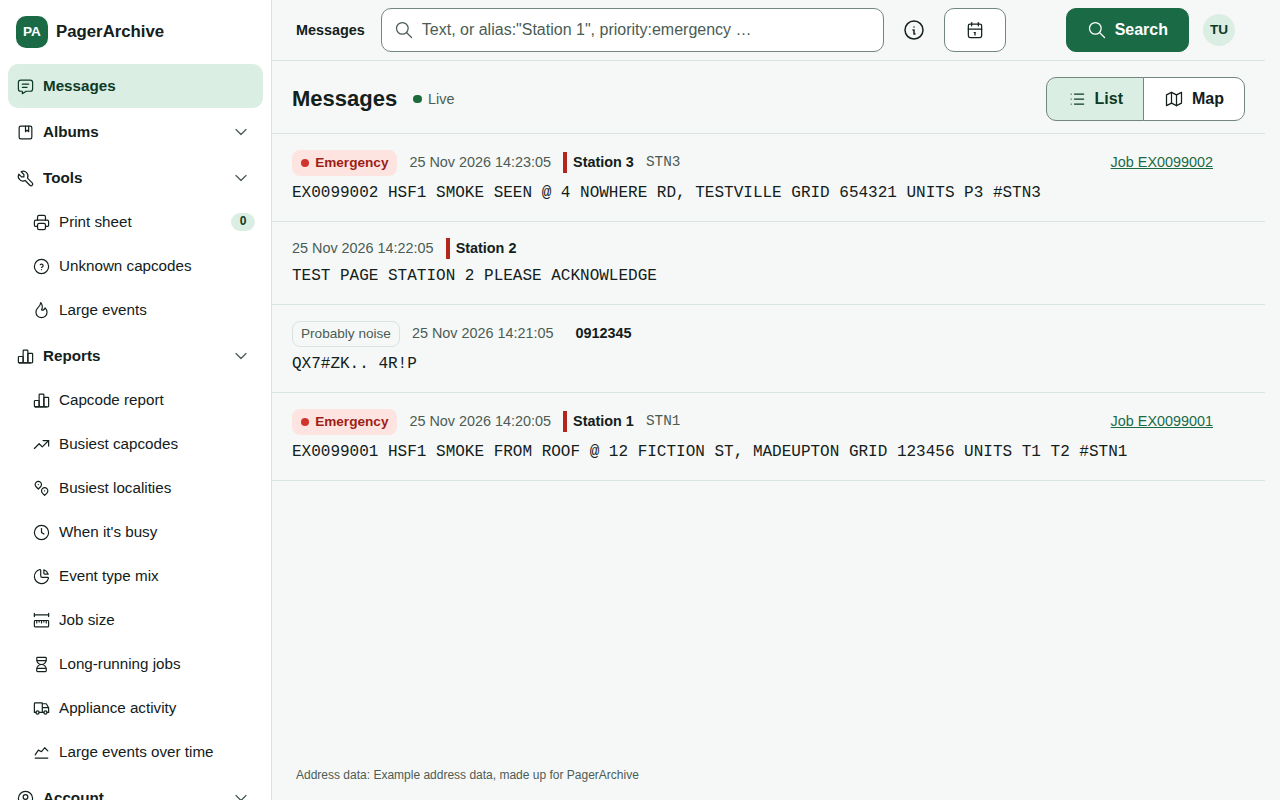 PA PagerArchive
Messages
Albums
Tools
Print sheet 0
Unknown capcodes
Large events
Reports
Capcode report
Busiest capcodes
Busiest localities
When it's busy
Event type mix
Job size
Long-running jobs
Appliance activity
Large events over time
Account
Messages Text, or alias:"Station 1", priority:emergency … Search TU
Messages Live List Map
Emergency 25 Nov 2026 14:23:05 Station 3 STN3 Job EX0099002
EX0099002 HSF1 SMOKE SEEN @ 4 NOWHERE RD, TESTVILLE GRID 654321 UNITS P3 #STN3
25 Nov 2026 14:22:05 Station 2
TEST PAGE STATION 2 PLEASE ACKNOWLEDGE
Probably noise 25 Nov 2026 14:21:05 0912345
QX7#ZK.. 4R!P
Emergency 25 Nov 2026 14:20:05 Station 1 STN1 Job EX0099001
EX0099001 HSF1 SMOKE FROM ROOF @ 12 FICTION ST, MADEUPTON GRID 123456 UNITS T1 T2 #STN1
Address data: Example address data, made up for PagerArchive